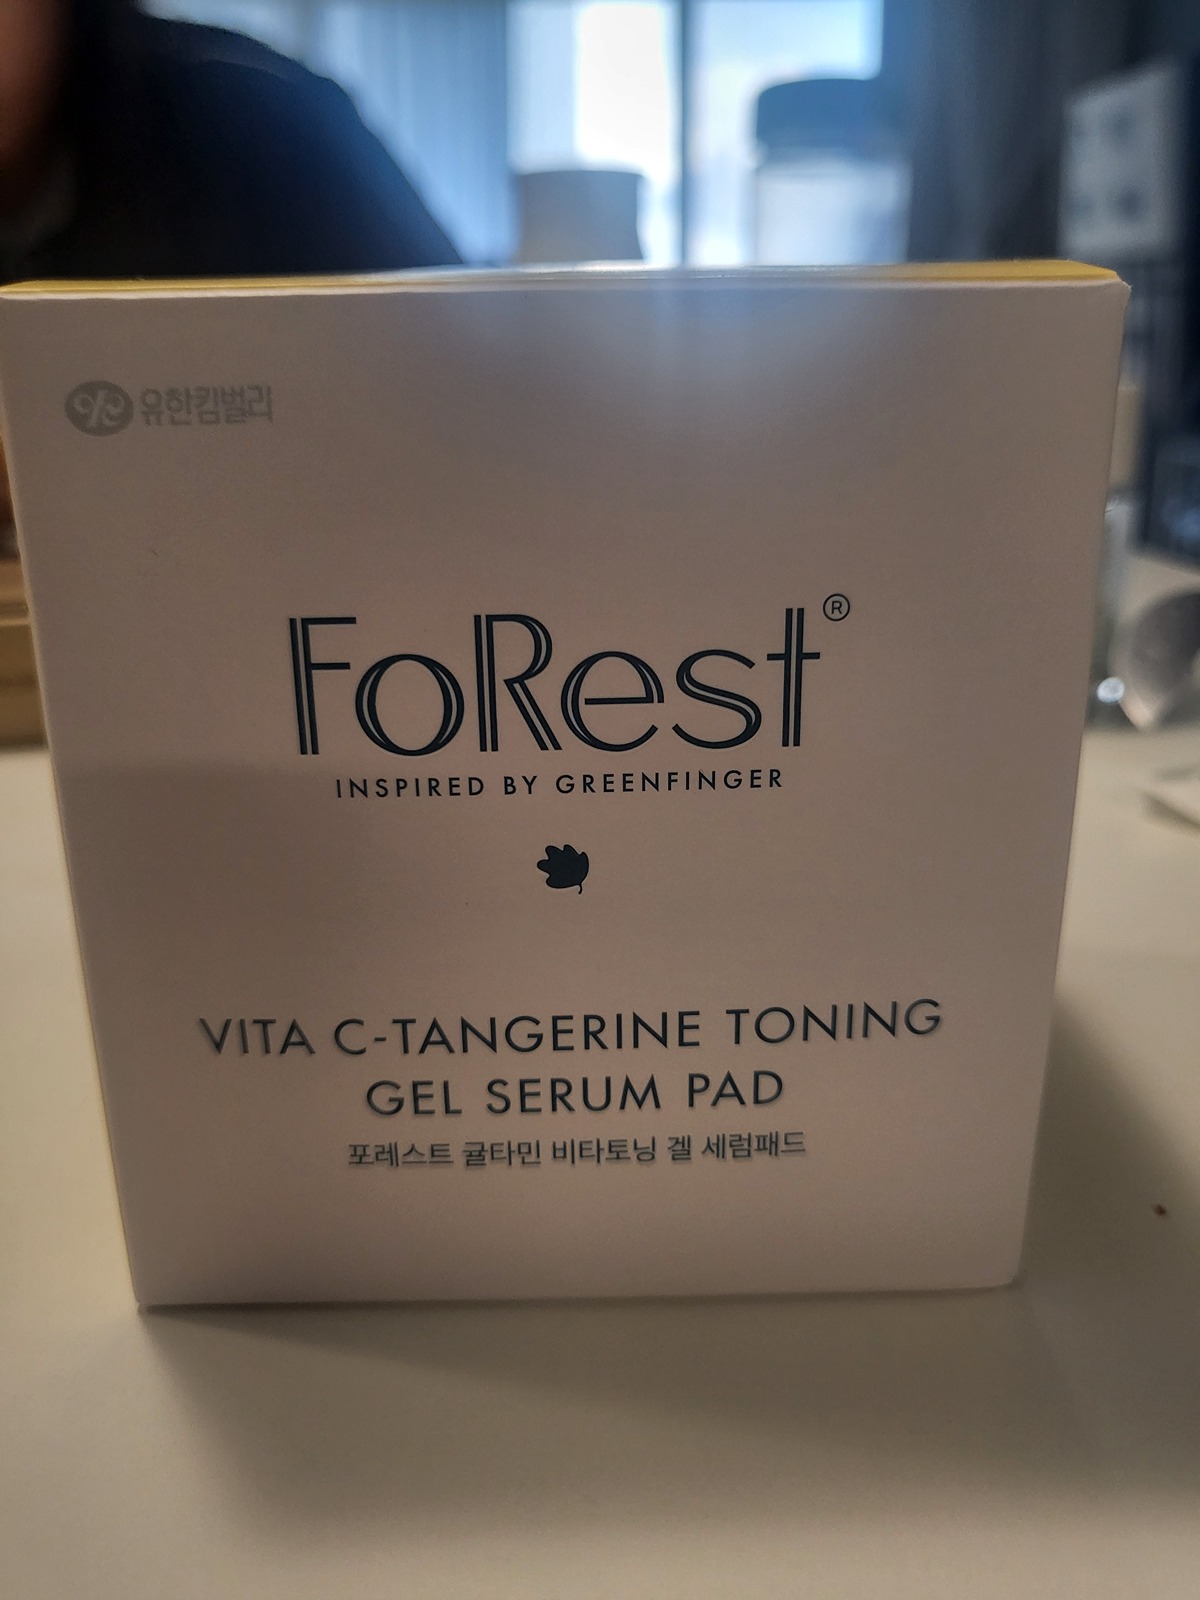 유한킴벌리
FoRest®
INSPIRED BY GREENFINGER
VITA C-TANGERINE TONING
GEL SERUM PAD
포레스트 귤타민 비타토닝 겔 세럼패드